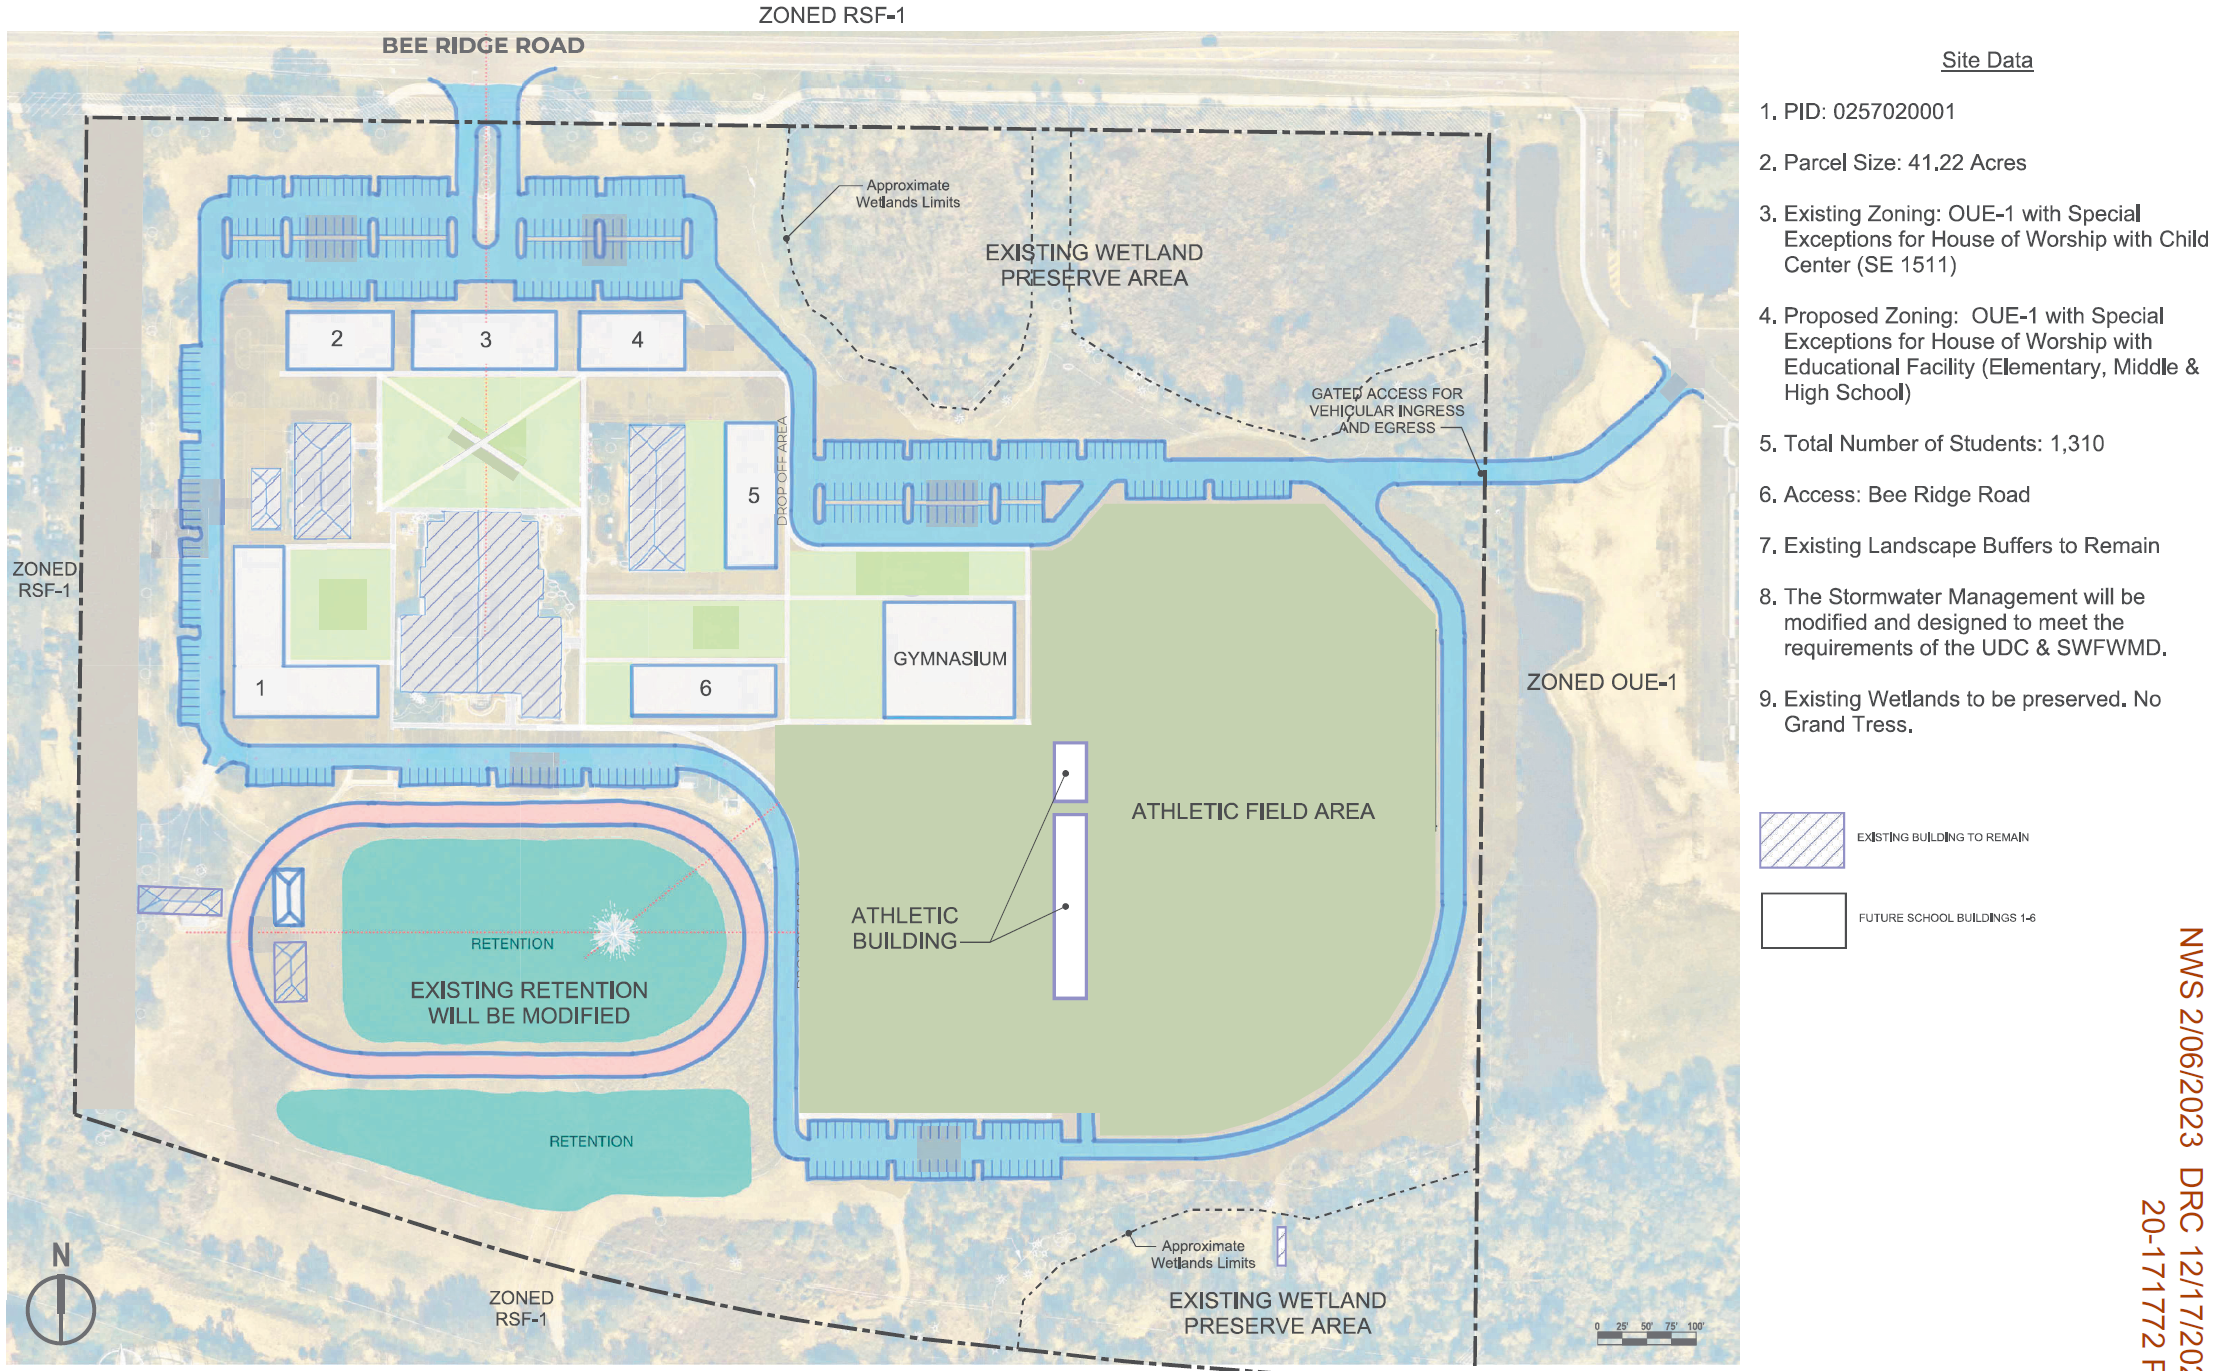 ZONED RSF-1
BEE RIDGE ROAD
Approximate
Wetlands Limits
EXISTING WETLAND
PRESERVE AREA
2
3
4
GATED ACCESS FOR
VEHICULAR INGRESS
AND EGRESS
DROP OFF AREA
5
ZONED
RSF-1
GYMNASIUM
1
6
ZONED OUE-1
ATHLETIC FIELD AREA
ATHLETIC
BUILDING
RETENTION
EXISTING RETENTION
WILL BE MODIFIED
RETENTION
Approximate
Wetlands Limits
EXISTING WETLAND
PRESERVE AREA
ZONED
RSF-1
N
0 25' 50' 75' 100'
Site Data
1. PID: 0257020001
2. Parcel Size: 41.22 Acres
3. Existing Zoning: OUE-1 with Special
Exceptions for House of Worship with Child
Center (SE 1511)
4. Proposed Zoning: OUE-1 with Special
Exceptions for House of Worship with
Educational Facility (Elementary, Middle &
High School)
5. Total Number of Students: 1,310
6. Access: Bee Ridge Road
7. Existing Landscape Buffers to Remain
8. The Stormwater Management will be
modified and designed to meet the
requirements of the UDC & SWFWMD.
9. Existing Wetlands to be preserved. No
Grand Tress.
EXISTING BUILDING TO REMAIN
FUTURE SCHOOL BUILDINGS 1-6
NWS 2/06/2023 DRC 12/17/202
20-171772